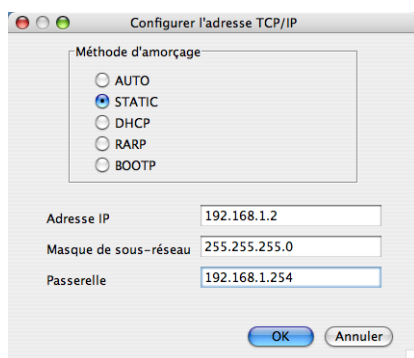 Configurer l'adresse TCP/IP
Méthode d'amorçage
AUTO
STATIC
DHCP
RARP
BOOTP
Adresse IP 192.168.1.2
Masque de sous-réseau 255.255.255.0
Passerelle 192.168.1.254
OK Annuler